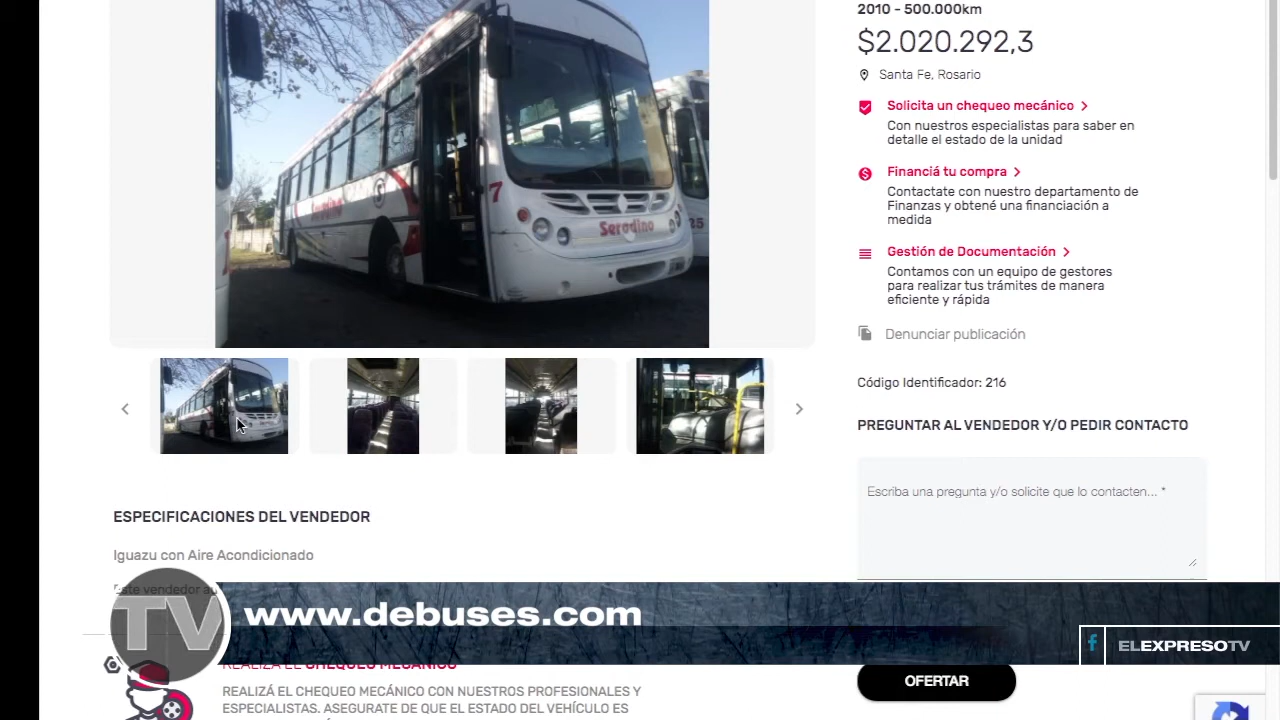 2010 - 500.000km
$2.020.292,3
Santa Fe, Rosario
Solicita un chequeo mecánico
Con nuestros especialistas para saber en
detalle el estado de la unidad
Financiá tu compra
Contactate con nuestro departamento de
Finanzas y obtené una financiación a
medida
Gestión de Documentación
Contamos con un equipo de gestores
para realizar tus trámites de manera
eficiente y rápida
Denunciar publicación
Código Identificador: 216
PREGUNTAR AL VENDEDOR Y/O PEDIR CONTACTO
Escriba una pregunta y/o solicite que lo contacten... *
OFERTAR
7
Serodino
Serodino
25
ESPECIFICACIONES DEL VENDEDOR
Iguazu con Aire Acondicionado
Este vendedor
TV
www.debuses.com
f ELEXPRESOTV
REALIZÁ EL CHEQUEO MECÁNICO
REALIZÁ EL CHEQUEO MECÁNICO CON NUESTROS PROFESIONALES Y
ESPECIALISTAS. ASEGURATE DE QUE EL ESTADO DEL VEHÍCULO ES